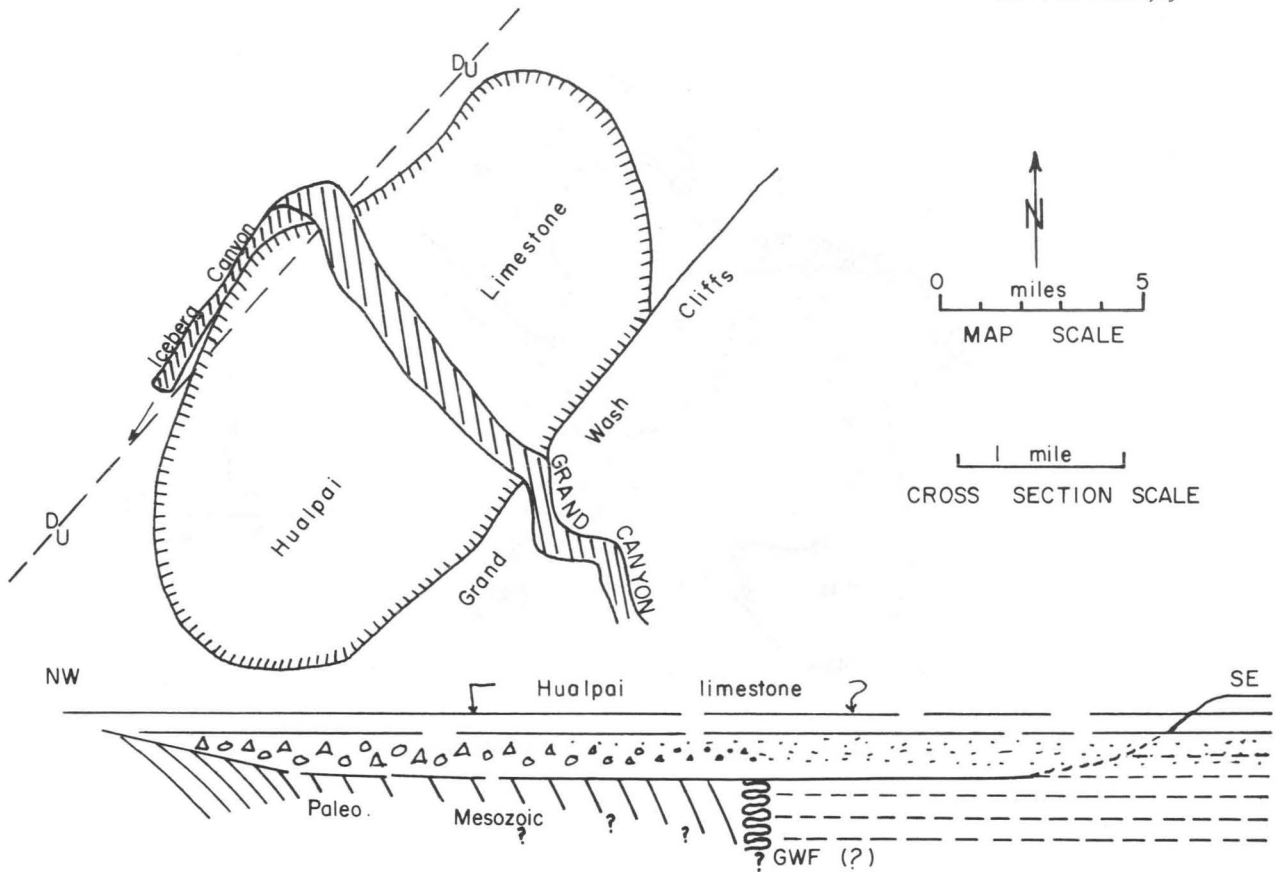 D
U
Limestone
Iceberg Canyon
Cliffs
Wash
Grand
Hualpai
GRAND
CANYON
D
U
N
0 miles 5
MAP SCALE
1 mile
CROSS SECTION SCALE
NW
Hualpai limestone ?
SE
Paleo.
Mesozoic
? ? ?
? GWF (?)